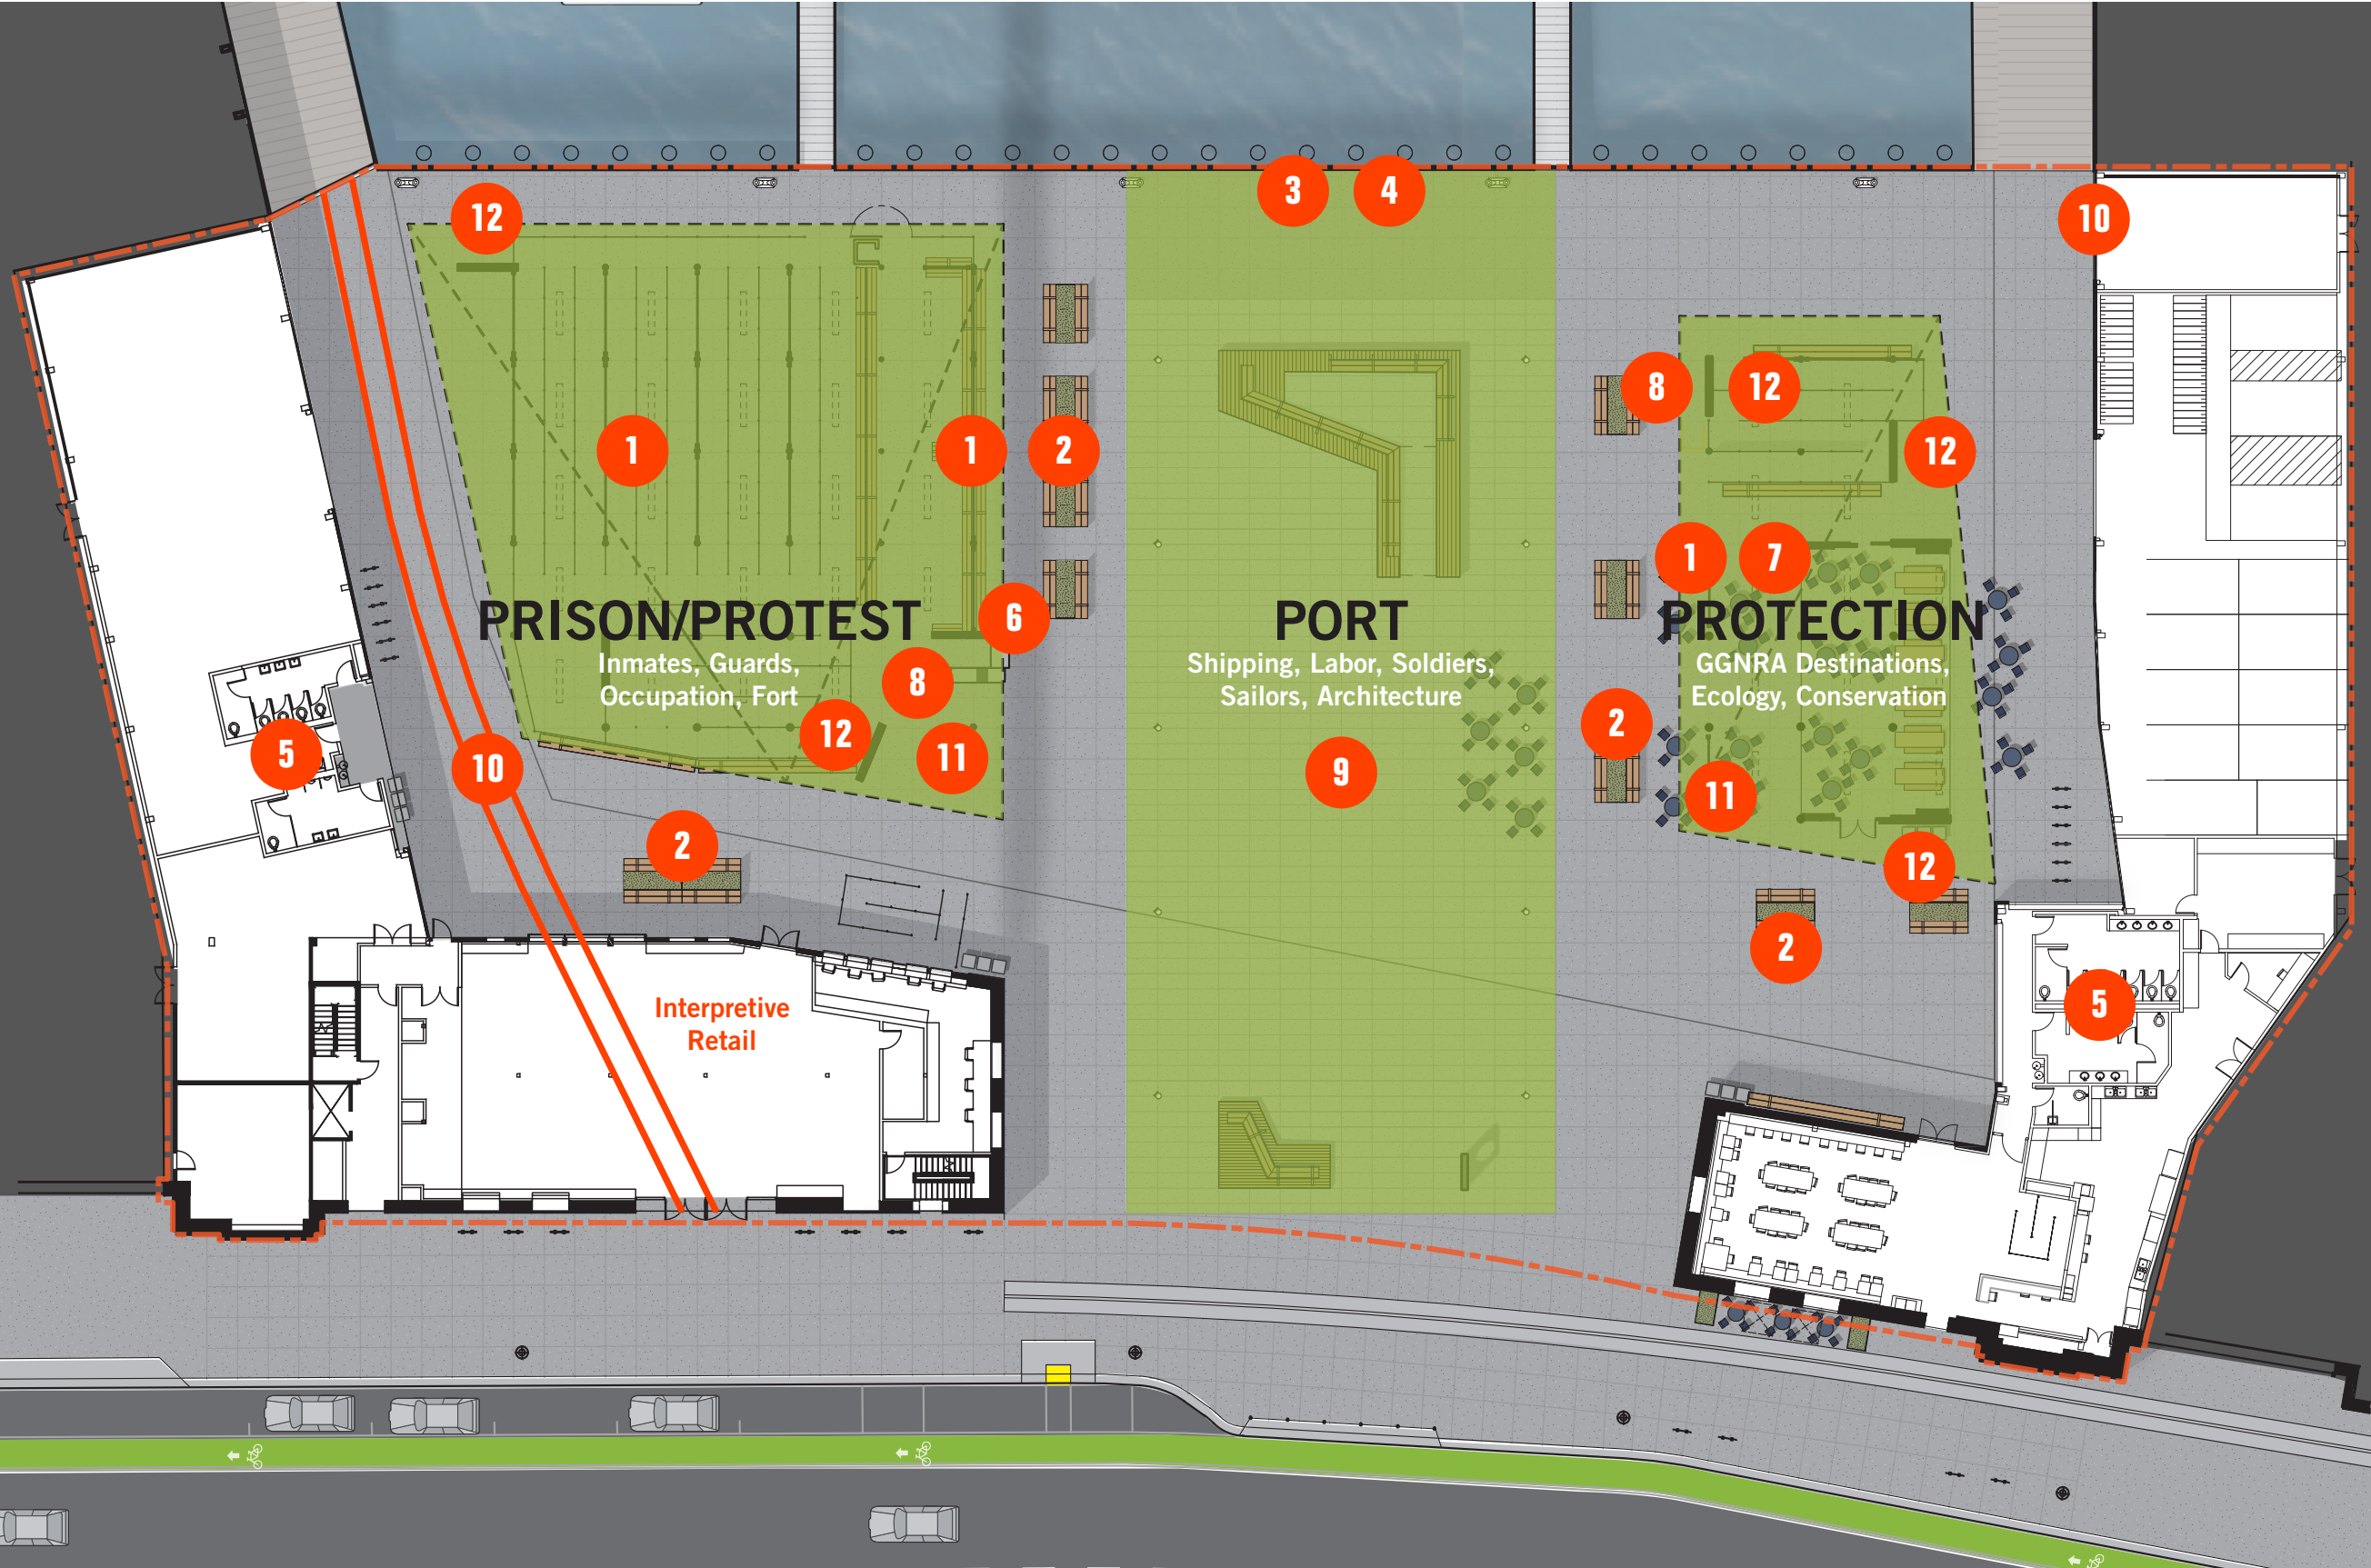 3
4
12
10
8
12
1
1
2
12
1
7
PRISON/PROTEST
Inmates, Guards,
Occupation, Fort
6
PORT
Shipping, Labor, Soldiers,
Sailors, Architecture
PROTECTION
GGNRA Destinations,
Ecology, Conservation
8
12
11
5
10
9
2
11
2
12
2
5
Interpretive
Retail